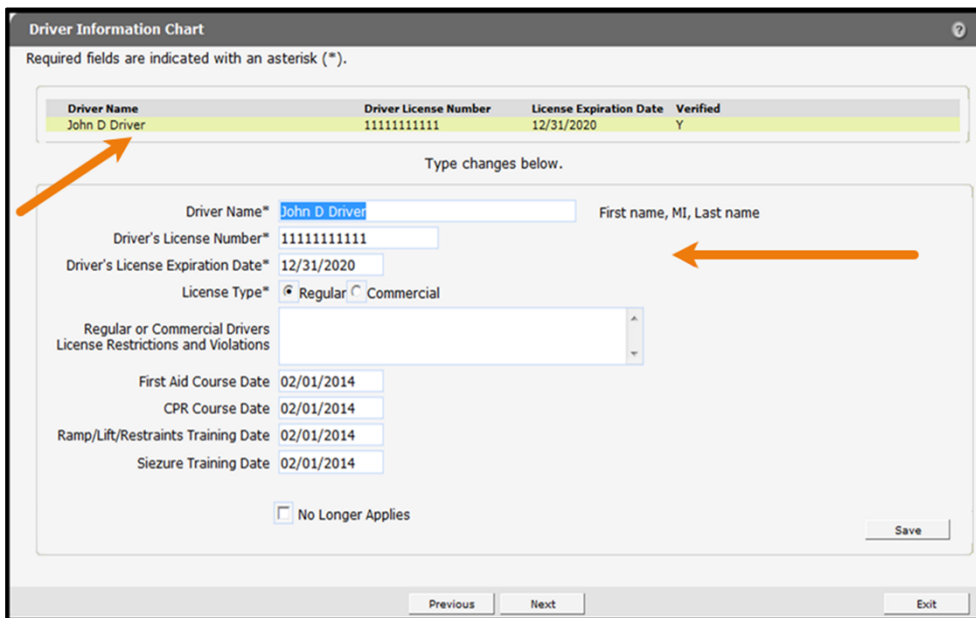 Driver Information Chart
Required fields are indicated with an asterisk (*).
Driver Name Driver License Number License Expiration Date Verified
John D Driver 11111111111 12/31/2020 Y
Type changes below.
Driver Name* John D Driver First name, MI, Last name
Driver's License Number* 11111111111
Driver's License Expiration Date* 12/31/2020
License Type* Regular Commercial
Regular or Commercial Drivers
License Restrictions and Violations
First Aid Course Date 02/01/2014
CPR Course Date 02/01/2014
Ramp/Lift/Restraints Training Date 02/01/2014
Siezure Training Date 02/01/2014
No Longer Applies
Save
Previous Next Exit